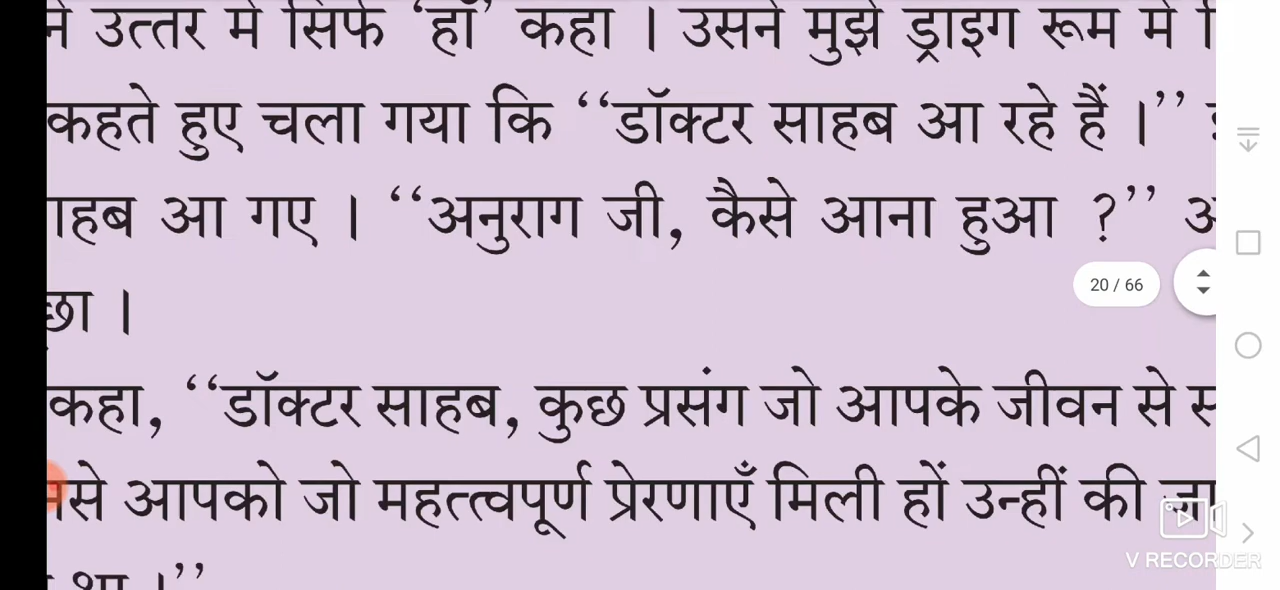 उत्तर में सिर्फ ‘हाँ’ कहा । उसने मुझे ड्राइंग रूम में
कहते हुए चला गया कि ‘‘डॉक्टर साहब आ रहे हैं ।’’
आ गए । ‘‘अनुराग जी, कैसे आना हुआ ?’’
20 / 66
कहा, ‘‘डॉक्टर साहब, कुछ प्रसंग जो आपके जीवन से
आपको जो महत्त्वपूर्ण प्रेरणाएँ मिली हों उन्हीं की
V RECORDER